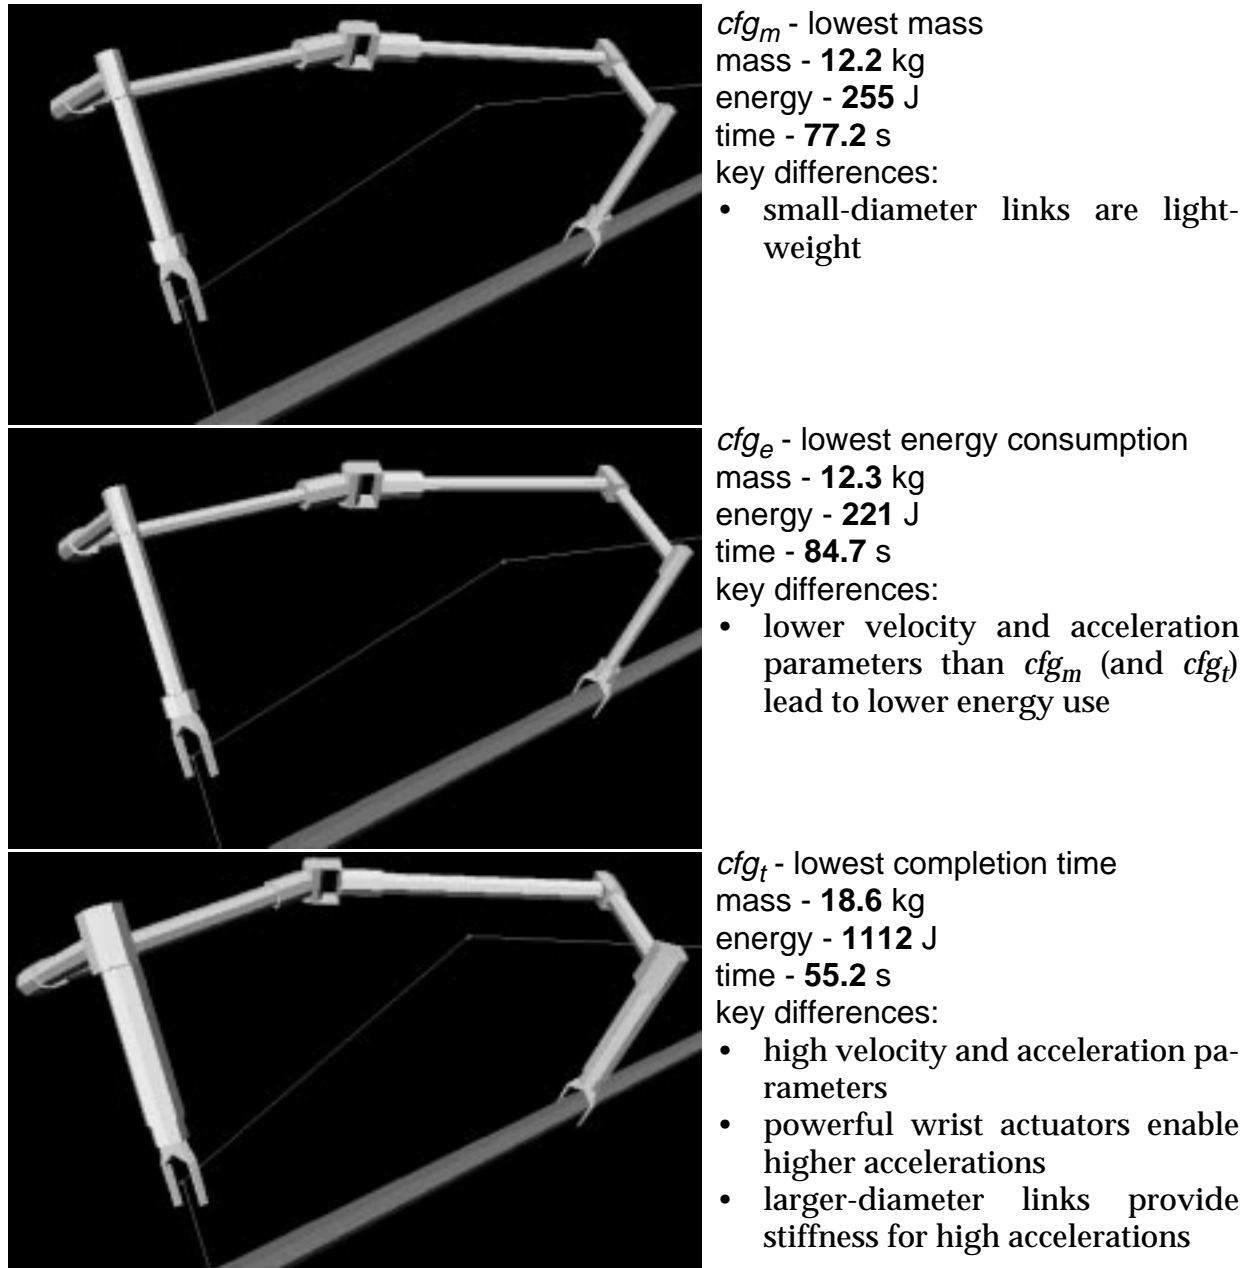 cfgm - lowest mass
mass - 12.2 kg
energy - 255 J
time - 77.2 s
key differences:
• small-diameter links are light-
weight
cfge - lowest energy consumption
mass - 12.3 kg
energy - 221 J
time - 84.7 s
key differences:
• lower velocity and acceleration
parameters than cfgm (and cfgt)
lead to lower energy use
cfgt - lowest completion time
mass - 18.6 kg
energy - 1112 J
time - 55.2 s
key differences:
• high velocity and acceleration pa-
rameters
• powerful wrist actuators enable
higher accelerations
• larger-diameter links provide
stiffness for high accelerations